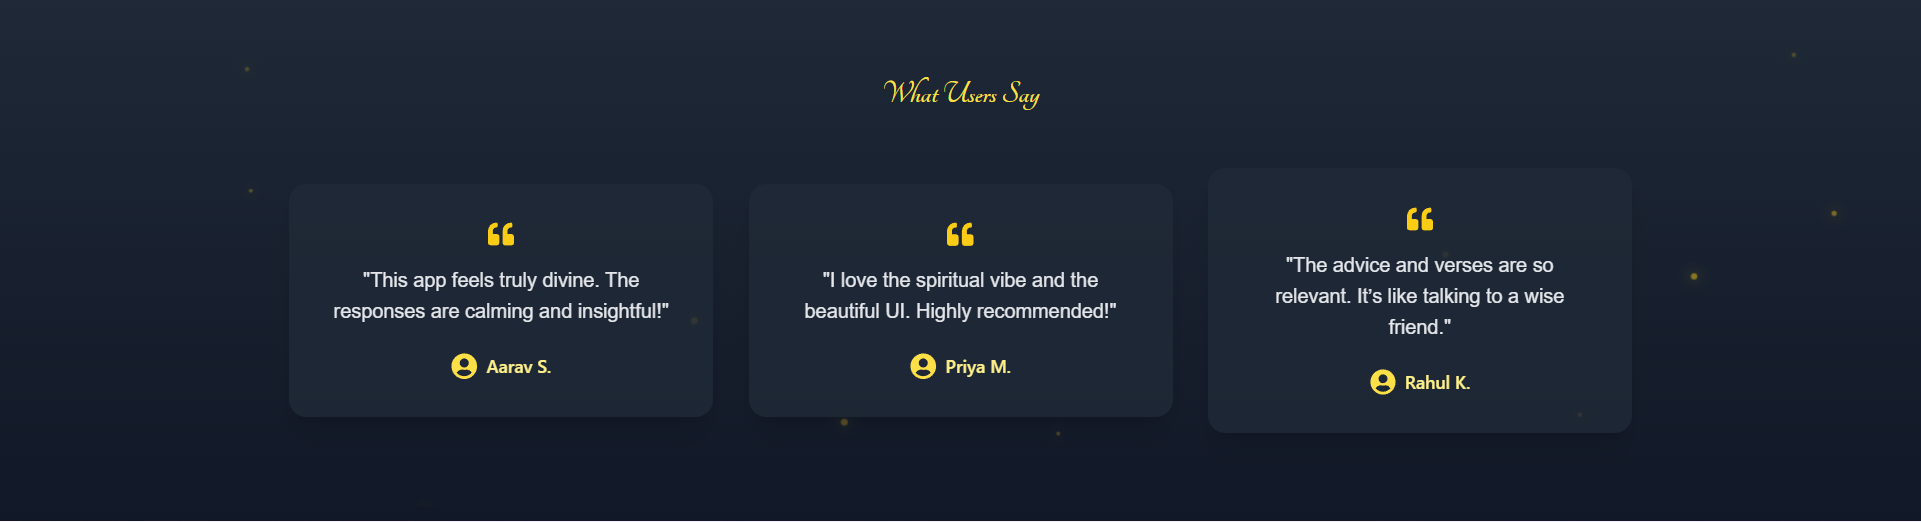 What Users Say
"This app feels truly divine. The
responses are calming and insightful!"
Aarav S.
"I love the spiritual vibe and the
beautiful UI. Highly recommended!"
Priya M.
"The advice and verses are so
relevant. It’s like talking to a wise
friend."
Rahul K.